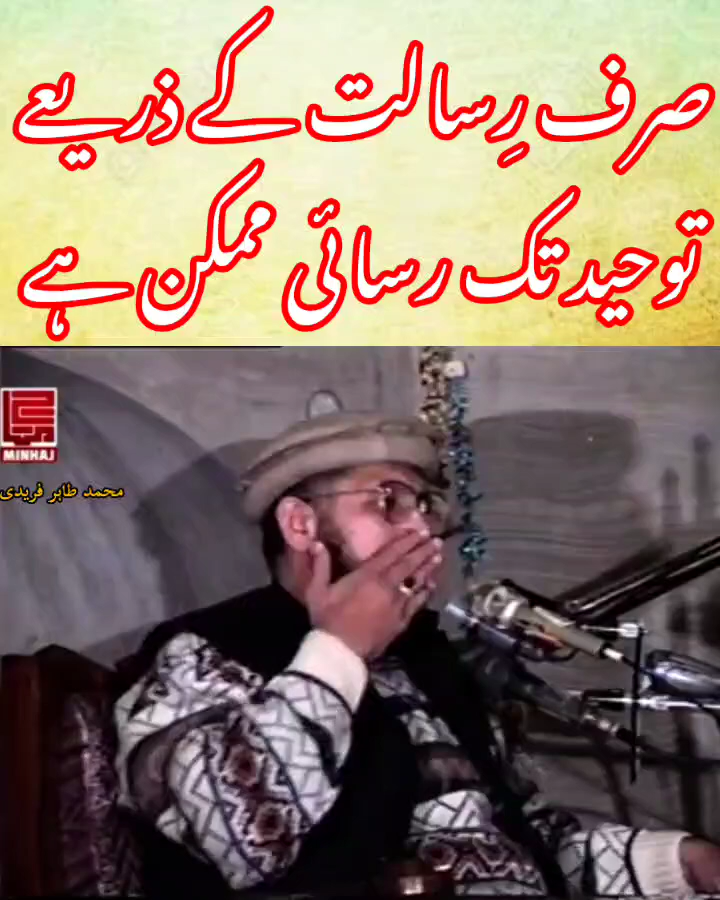 صرف رِسالت کے ذریعے
توحید تک رسائی ممکن ہے
MINHAJ
محمد طاہر فریدی